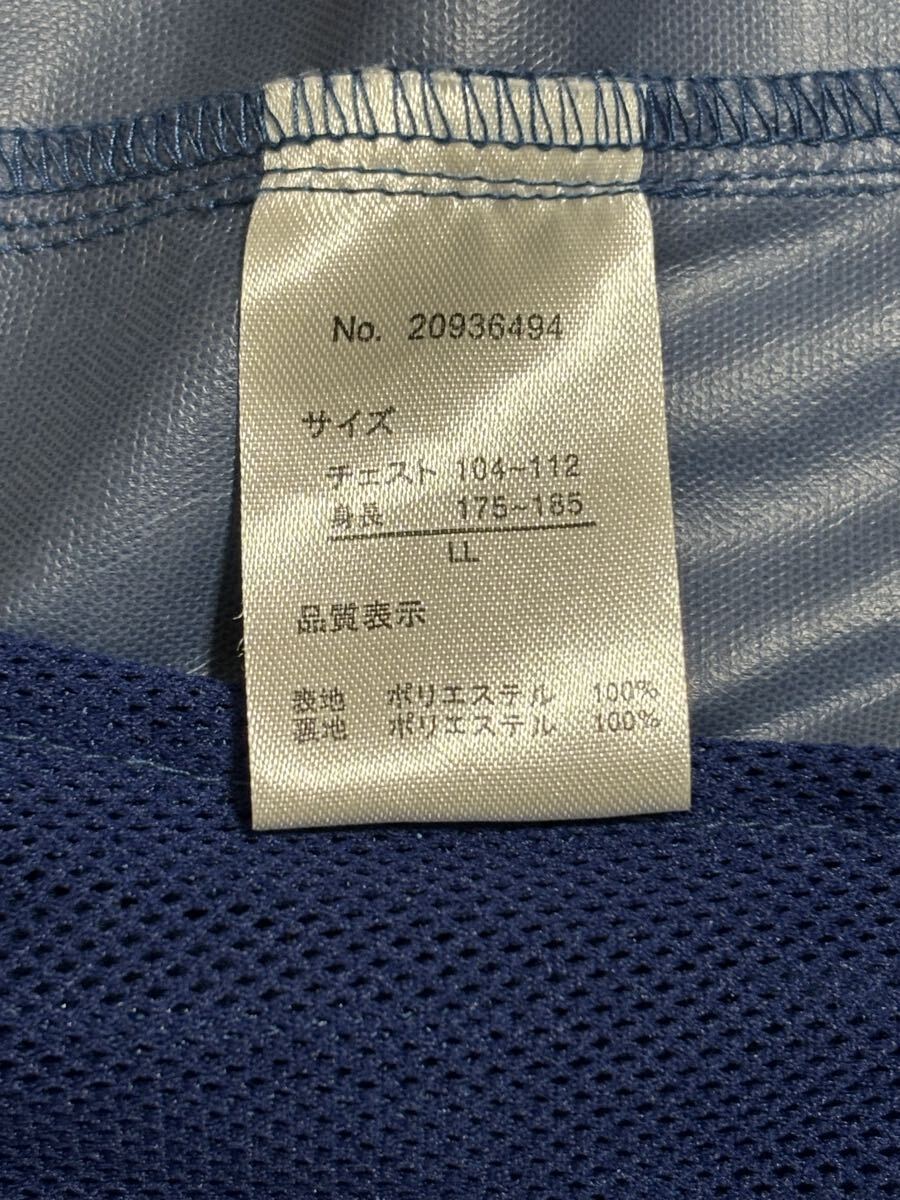 No. 20936494
サイズ
チェスト 104~112
身長 175~185
LL
品質表示
表地 ポリエステル 100%
裏地 ポリエステル 100%